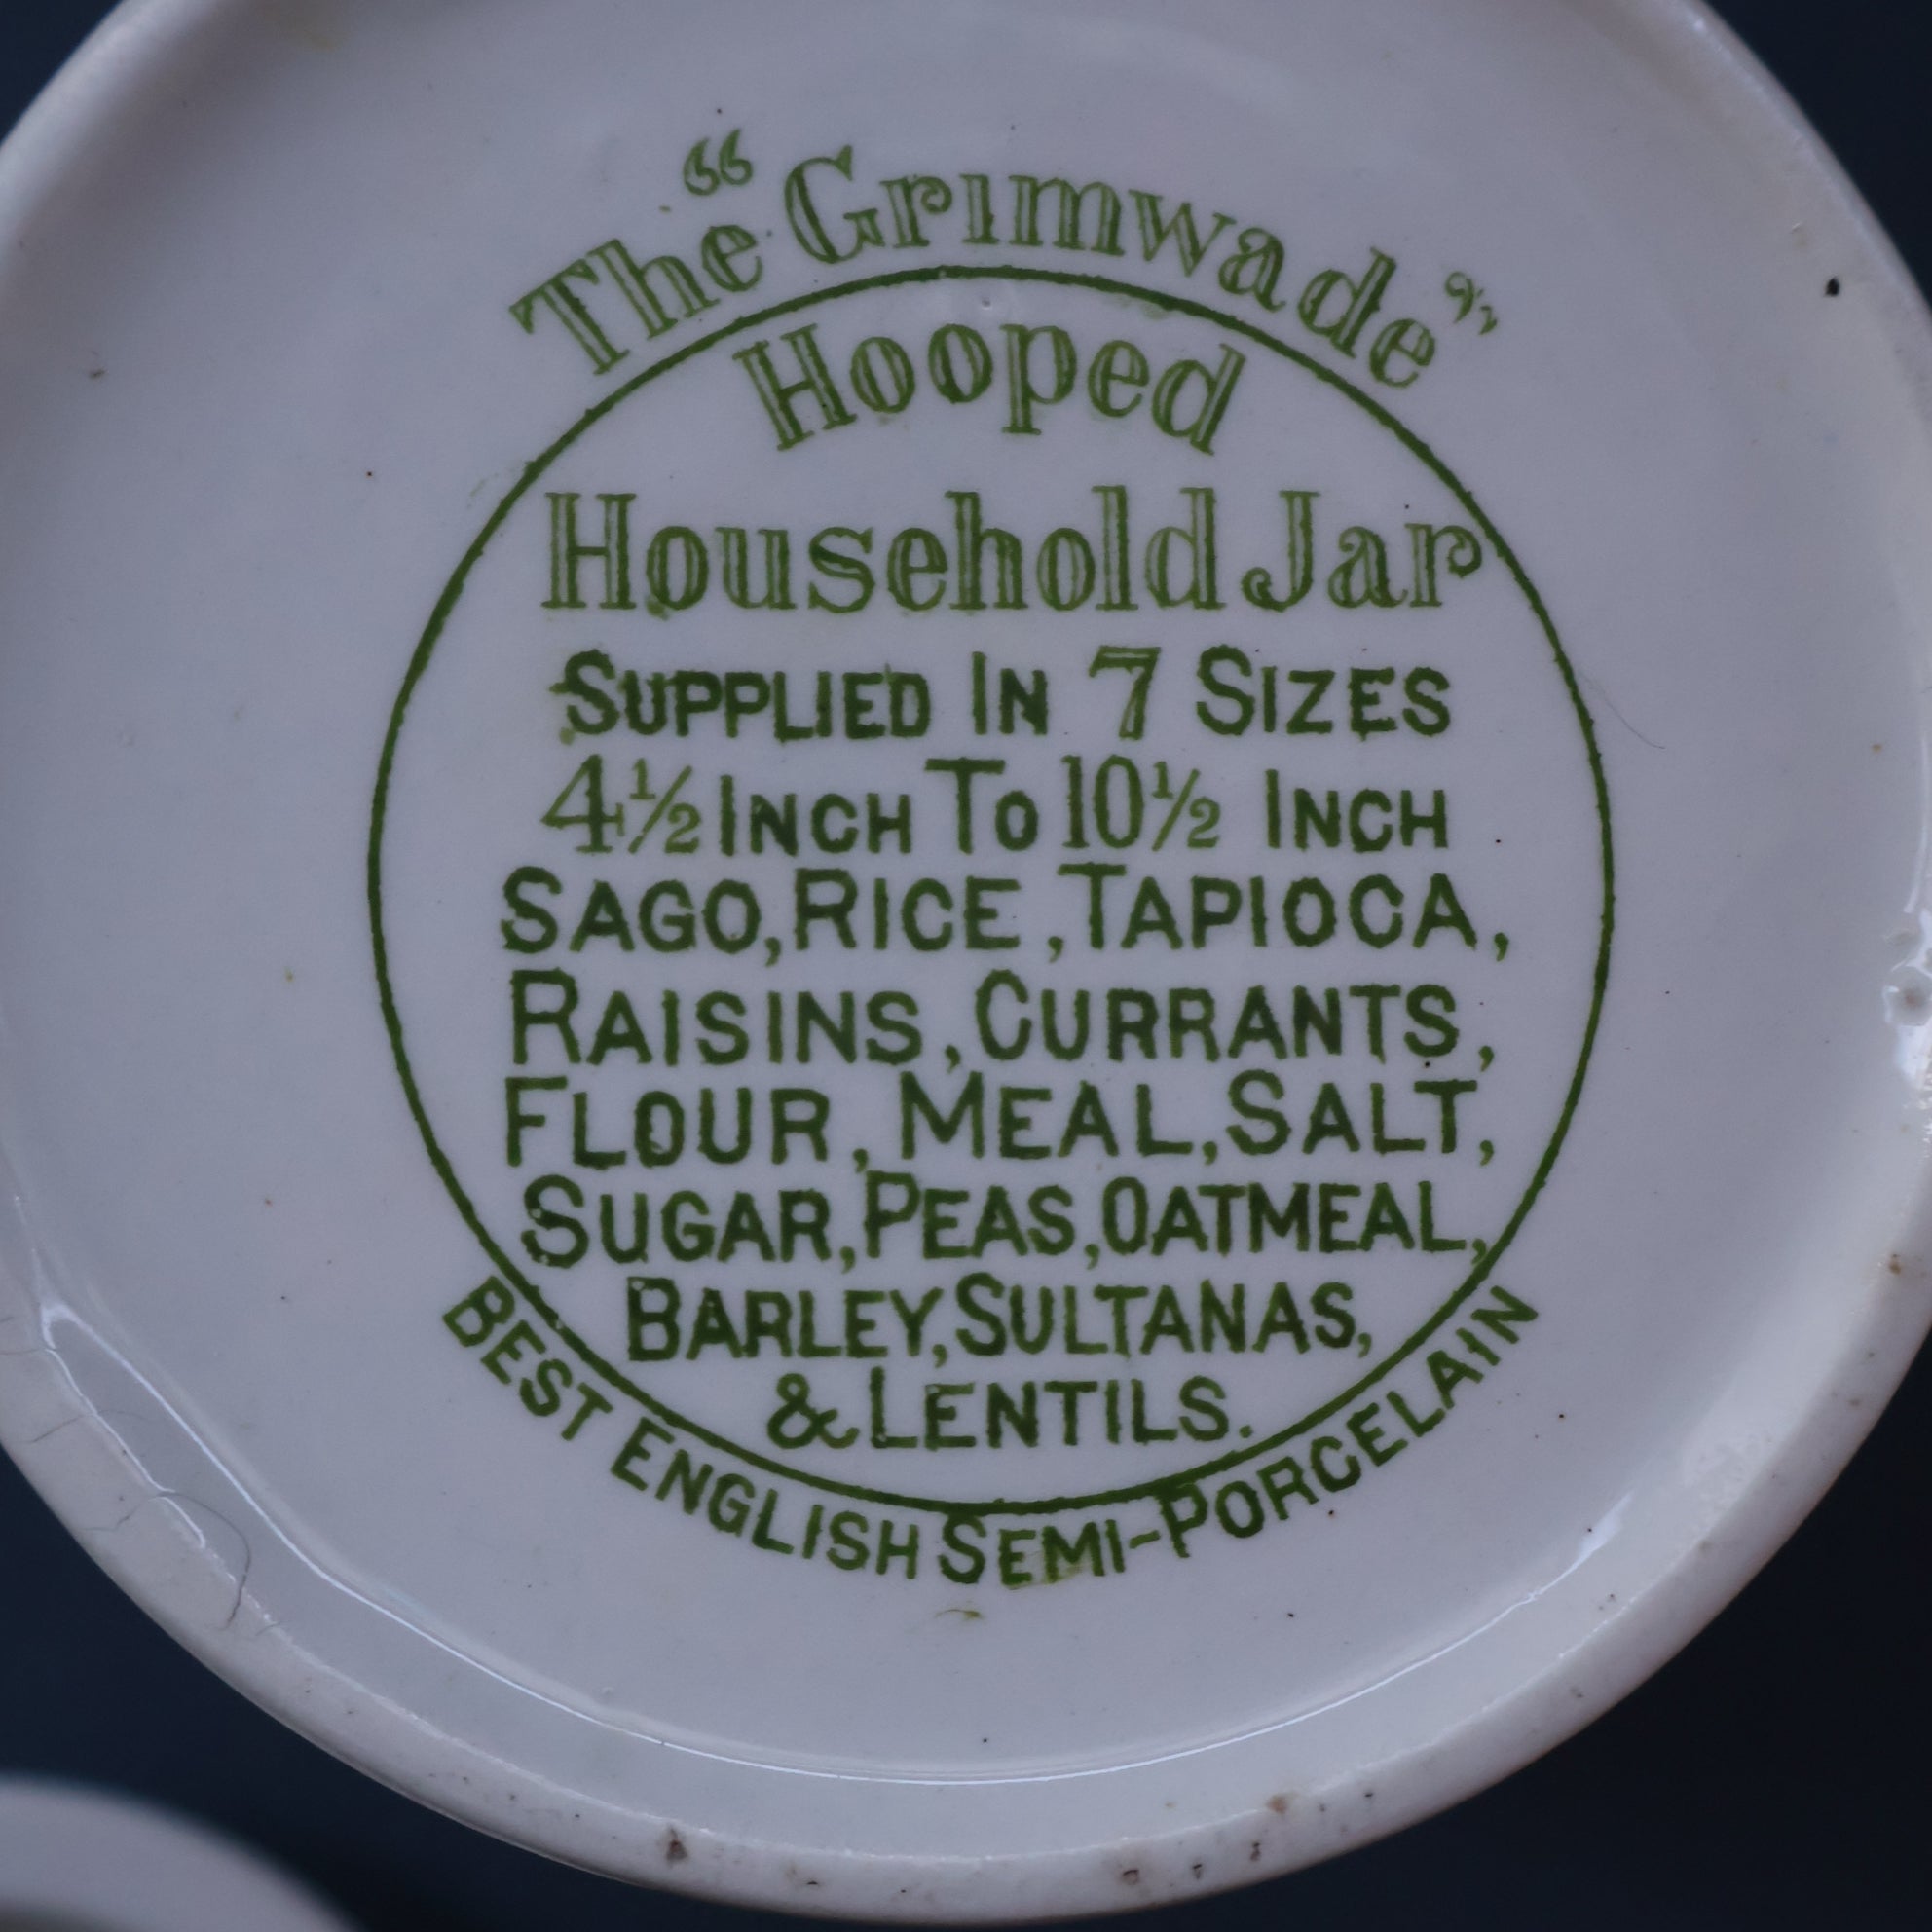 The “Grimwade”
Hooped
Household Jar
SUPPLIED IN 7 SIZES
4½ INCH TO 10½ INCH
SAGO, RICE, TAPIOCA,
RAISINS, CURRANTS,
FLOUR, MEAL, SALT,
SUGAR, PEAS, OATMEAL,
BARLEY, SULTANAS,
& LENTILS.
BEST ENGLISH SEMI-PORCELAIN